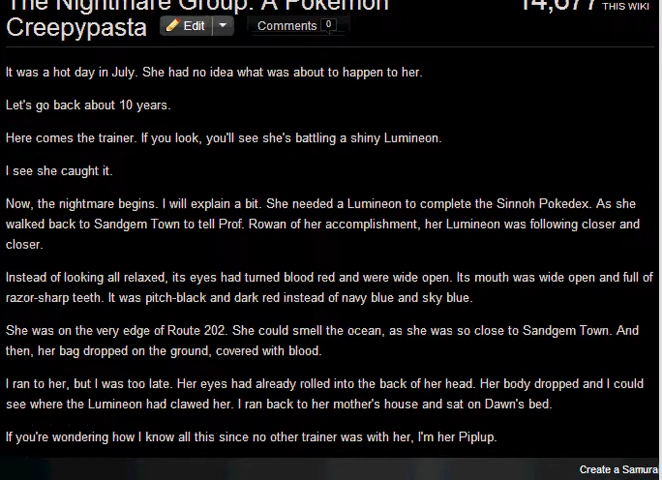 The Nightmare Group: A Pokemon
14,677 THIS WIKI
Creepypasta Edit Comments 0
It was a hot day in July. She had no idea what was about to happen to her.
Let's go back about 10 years.
Here comes the trainer. If you look, you'll see she's battling a shiny Lumineon.
I see she caught it.
Now, the nightmare begins. I will explain a bit. She needed a Lumineon to complete the Sinnoh Pokedex. As she
walked back to Sandgem Town to tell Prof. Rowan of her accomplishment, her Lumineon was following closer and
closer.
Instead of looking all relaxed, its eyes had turned blood red and were wide open. Its mouth was wide open and full of
razor-sharp teeth. It was pitch-black and dark red instead of navy blue and sky blue.
She was on the very edge of Route 202. She could smell the ocean, as she was so close to Sandgem Town. And
then, her bag dropped on the ground, covered with blood.
I ran to her, but I was too late. Her eyes had already rolled into the back of her head. Her body dropped and I could
see where the Lumineon had clawed her. I ran back to her mother's house and sat on Dawn's bed.
If you're wondering how I know all this since no other trainer was with her, I'm her Piplup.
Create a Samura